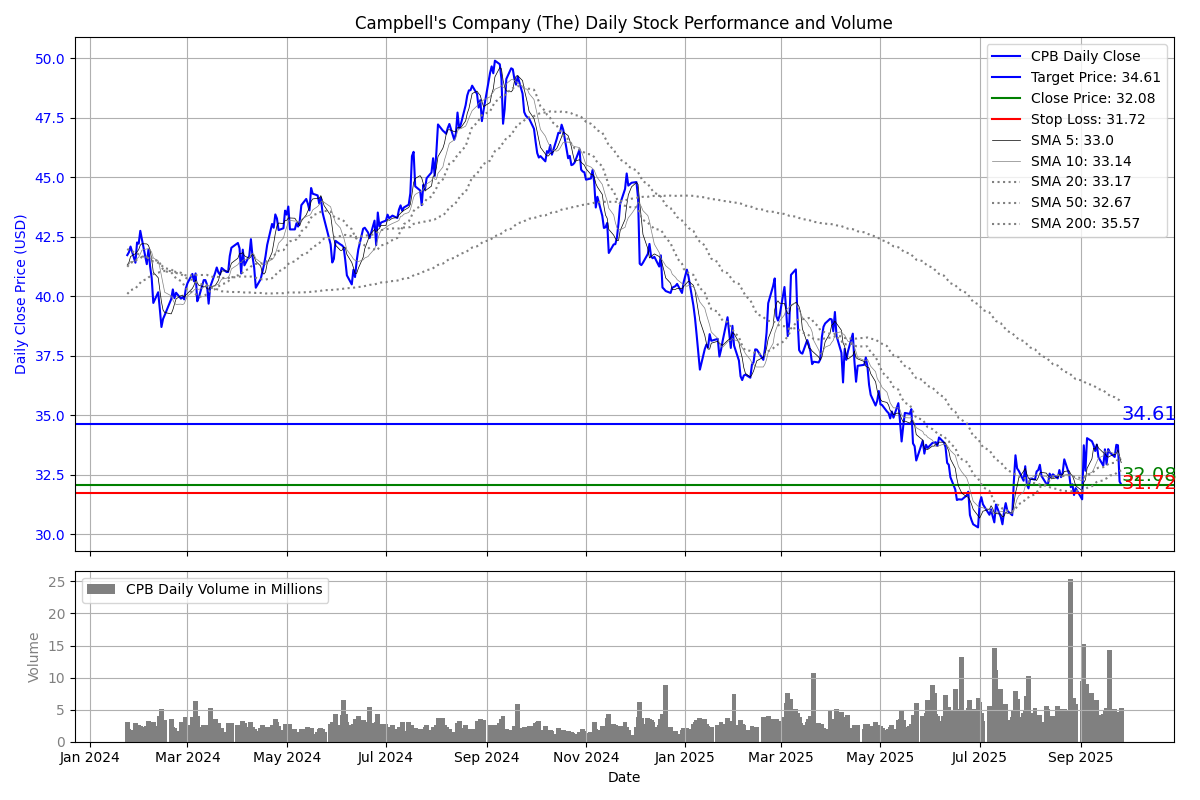 Campbell's Company (The) Daily Stock Performance and Volume
50.0
47.5
45.0
42.5
40.0
37.5
35.0
32.5
30.0
Daily Close Price (USD)
CPB Daily Close
Target Price: 34.61
Close Price: 32.08
Stop Loss: 31.72
SMA 5: 33.0
SMA 10: 33.14
SMA 20: 33.17
SMA 50: 32.67
SMA 200: 35.57
34.61
32.08
31.72
CPB Daily Volume in Millions
25
20
15
10
5
0
Volume
Jan 2024 Mar 2024 May 2024 Jul 2024 Sep 2024 Nov 2024 Jan 2025 Mar 2025 May 2025 Jul 2025 Sep 2025
Date